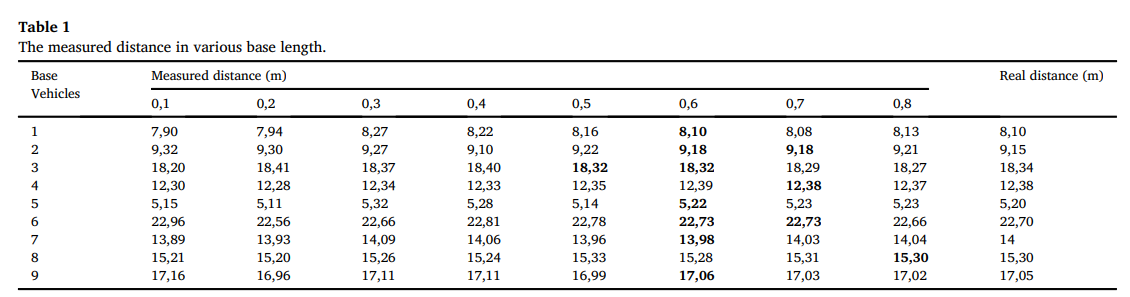 Table 1
The measured distance in various base length.
Base Measured distance (m) Real distance (m)
Vehicles
0,1 0,2 0,3 0,4 0,5 0,6 0,7 0,8
1 7,90 7,94 8,27 8,22 8,16 8,10 8,08 8,13 8,10
2 9,32 9,30 9,27 9,10 9,22 9,18 9,18 9,21 9,15
3 18,20 18,41 18,37 18,40 18,32 18,32 18,29 18,27 18,34
4 12,30 12,28 12,34 12,33 12,35 12,39 12,38 12,37 12,38
5 5,15 5,11 5,32 5,28 5,14 5,22 5,23 5,23 5,20
6 22,96 22,56 22,66 22,81 22,78 22,73 22,73 22,66 22,70
7 13,89 13,93 14,09 14,06 13,96 13,98 14,03 14,04 14
8 15,21 15,20 15,26 15,24 15,33 15,28 15,31 15,30 15,30
9 17,16 16,96 17,11 17,11 16,99 17,06 17,03 17,02 17,05